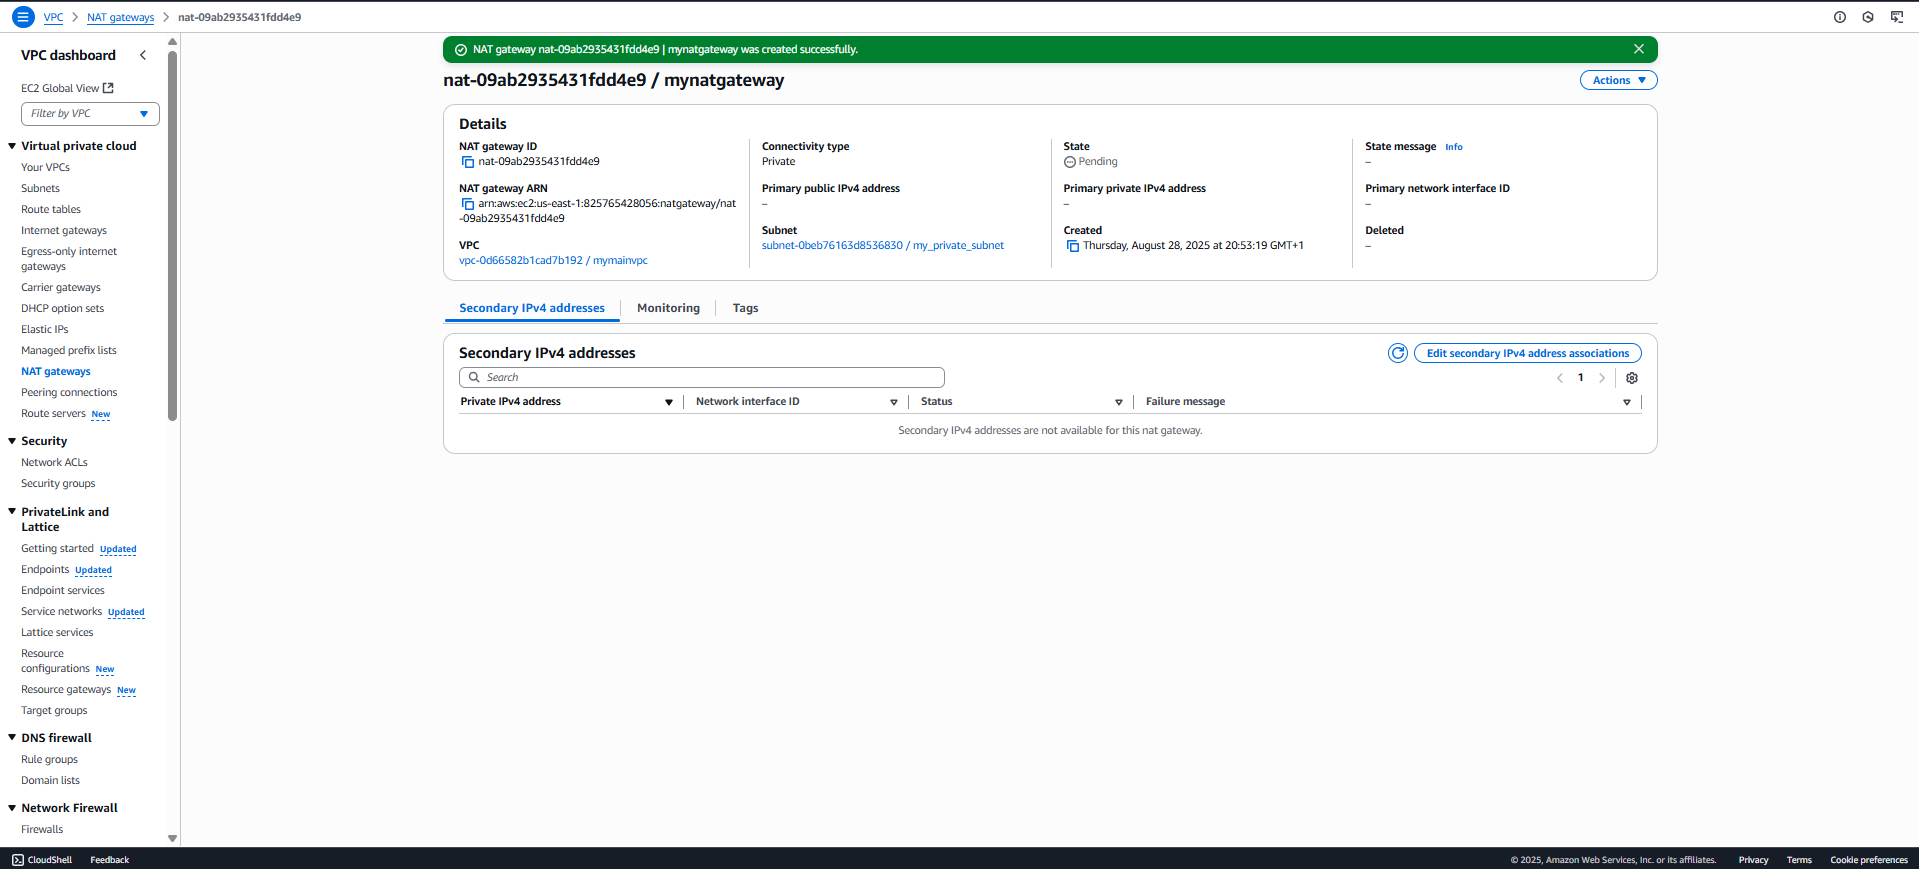 VPC > NAT gateways > nat-09ab2935431fdd4e9
VPC dashboard
EC2 Global View
Filter by VPC
Virtual private cloud
Your VPCs
Subnets
Route tables
Internet gateways
Egress-only internet
gateways
Carrier gateways
DHCP option sets
Elastic IPs
Managed prefix lists
NAT gateways
Peering connections
Route servers New
Security
Network ACLs
Security groups
PrivateLink and
Lattice
Getting started Updated
Endpoints Updated
Endpoint services
Service networks Updated
Lattice services
Resource
configurations New
Resource gateways New
Target groups
DNS firewall
Rule groups
Domain lists
Network Firewall
Firewalls
NAT gateway nat-09ab2935431fdd4e9 | mynatgateway was created successfully.
nat-09ab2935431fdd4e9 / mynatgateway
Actions
Details
NAT gateway ID
nat-09ab2935431fdd4e9
NAT gateway ARN
arn:aws:ec2:us-east-1:825765428056:natgateway/nat
-09ab2935431fdd4e9
VPC
vpc-0d66582b1cad7b192 / mymainvpc
Connectivity type
Private
Primary public IPv4 address
–
Subnet
subnet-0beb76163d8536830 / my_private_subnet
State
Pending
Primary private IPv4 address
–
Created
Thursday, August 28, 2025 at 20:53:19 GMT+1
State message Info
–
Primary network interface ID
–
Deleted
–
Secondary IPv4 addresses Monitoring Tags
Secondary IPv4 addresses
Edit secondary IPv4 address associations
Search
1
Private IPv4 address Network interface ID Status Failure message
Secondary IPv4 addresses are not available for this nat gateway.
CloudShell Feedback © 2025, Amazon Web Services, Inc. or its affiliates. Privacy Terms Cookie preferences